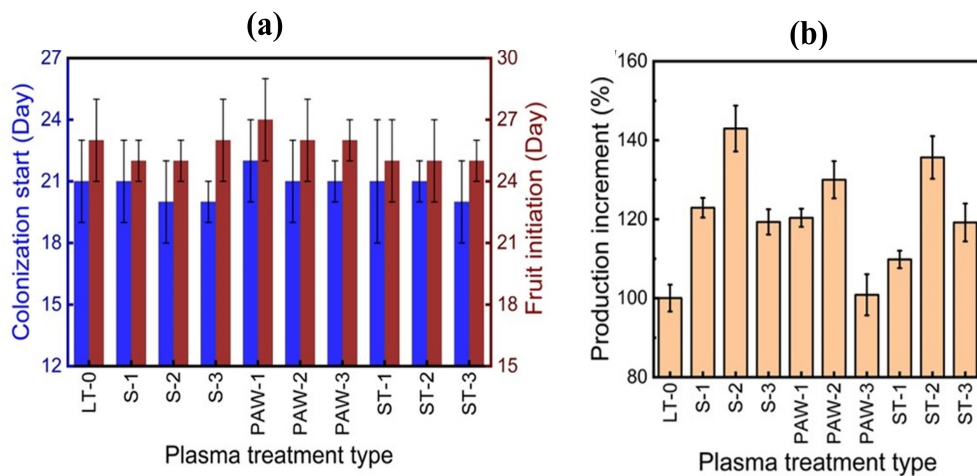 (a)
(b)
27
24
21
18
15
12
Colonization start (Day)
30
27
24
21
18
15
Fruit initiation (Day)
LT-0
S-1
S-2
S-3
PAW-1
PAW-2
PAW-3
ST-1
ST-2
ST-3
Plasma treatment type
160
140
120
100
80
Production increment (%)
LT-0
S-1
S-2
S-3
PAW-1
PAW-2
PAW-3
ST-1
ST-2
ST-3
Plasma treatment type